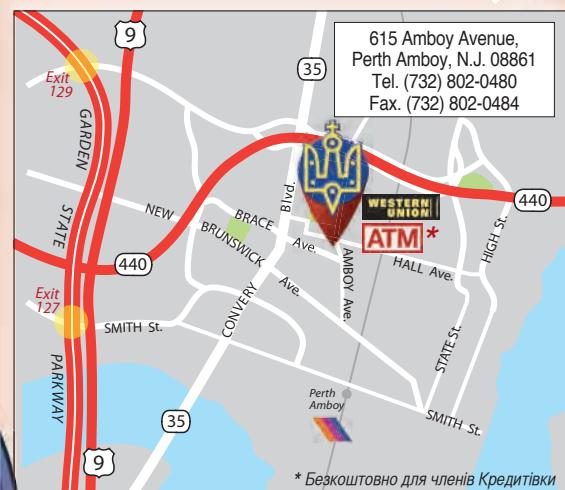 9
615 Amboy Avenue,
Perth Amboy, N.J. 08861
Tel. (732) 802-0480
Fax. (732) 802-0484
35
Exit
129
GARDEN
STATE
PARKWAY
WESTERN
UNION
ATM *
440
HIGH St.
Blvd.
BRACE
Ave.
NEW
BRUNSWICK
Ave.
HALL Ave.
AMBOY Ave.
440
Exit
127
SMITH St.
CONVERY
STATE St.
Perth
Amboy
SMITH St.
35
9
* Безкоштовно для членів Кредитівки